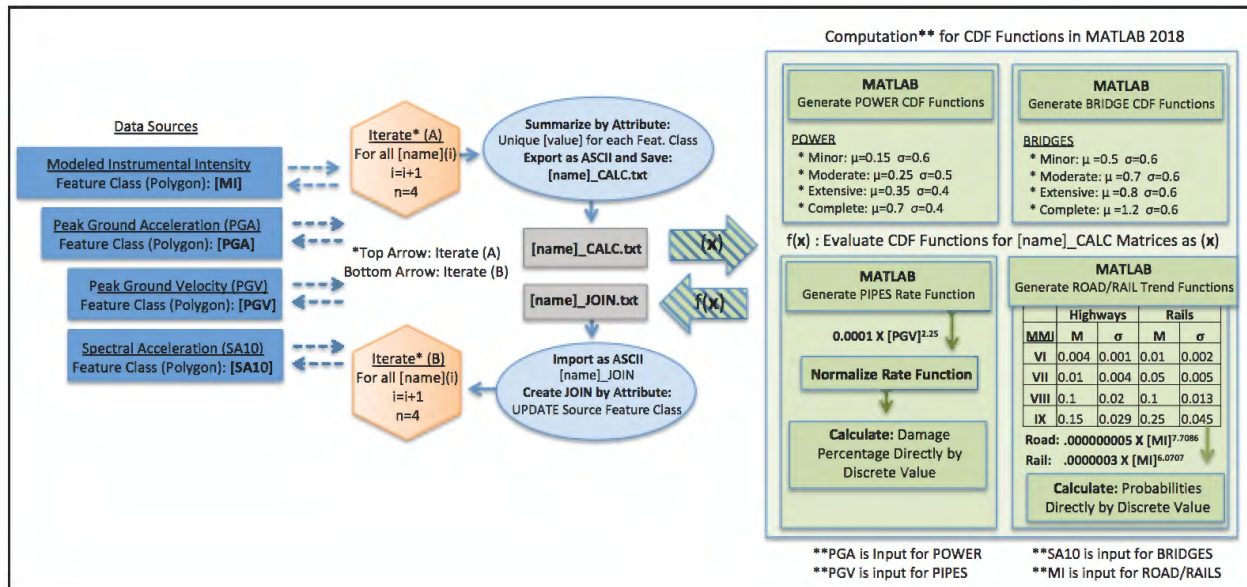 Data Sources
Modeled Instrumental Intensity
Feature Class (Polygon): [MI]
Peak Ground Acceleration (PGA)
Feature Class (Polygon): [PGA]
Peak Ground Velocity (PGV)
Feature Class (Polygon): [PGV]
Spectral Acceleration (SA10)
Feature Class (Polygon): [SA10]
Iterate* (A)
For all [name](i)
i=i+1
n=4
*Top Arrow: Iterate (A)
Bottom Arrow: Iterate (B)
Iterate* (B)
For all [name](i)
i=i+1
n=4
Summarize by Attribute:
Unique [value] for each Feat. Class
Export as ASCII and Save:
[name]_CALC.txt
[name]_CALC.txt
(x)
[name]_JOIN.txt
f(x)
Import as ASCII
[name]_JOIN
Create JOIN by Attribute:
UPDATE Source Feature Class
Computation** for CDF Functions in MATLAB 2018
MATLAB
Generate POWER CDF Functions
POWER
* Minor: μ=0.15 σ=0.6
* Moderate: μ=0.25 σ=0.5
* Extensive: μ=0.35 σ=0.4
* Complete: μ=0.7 σ=0.4
MATLAB
Generate BRIDGE CDF Functions
BRIDGES
* Minor: μ =0.5 σ=0.6
* Moderate: μ =0.7 σ=0.6
* Extensive: μ =0.8 σ=0.6
* Complete: μ =1.2 σ=0.6
f(x) : Evaluate CDF Functions for [name]_CALC Matrices as (x)
MATLAB
Generate PIPES Rate Function
0.0001 X [PGV]2.25
Normalize Rate Function
Calculate: Damage
Percentage Directly by
Discrete Value
MATLAB
Generate ROAD/RAIL Trend Functions
Highways Rails
MMI M σ M σ
VI 0.004 0.001 0.01 0.002
VII 0.01 0.004 0.05 0.005
VIII 0.1 0.02 0.1 0.013
IX 0.15 0.029 0.25 0.045
Road: .000000005 X [MI]7.7086
Rail: .0000003 X [MI]6.0707
Calculate: Probabilities
Directly by Discrete Value
**PGA is Input for POWER
**PGV is input for PIPES
**SA10 is input for BRIDGES
**MI is input for ROAD/RAILS